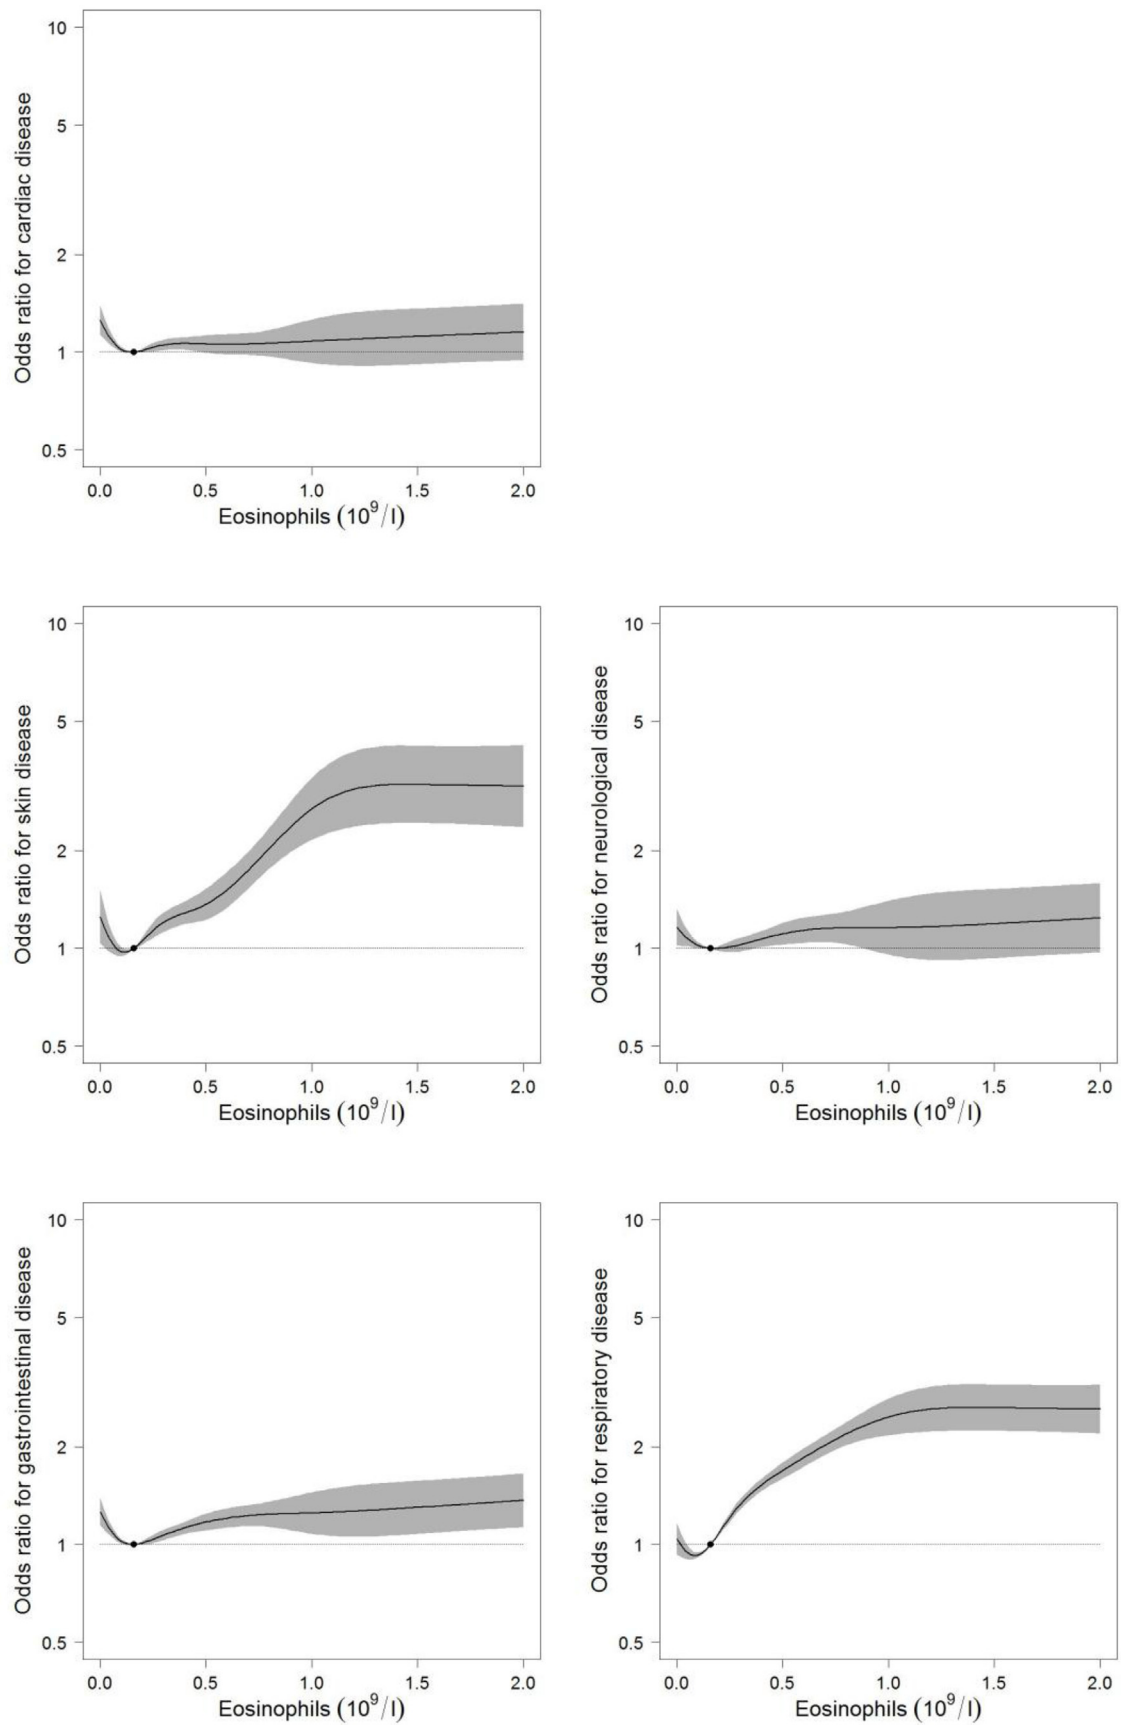 Odds ratio for cardiac disease
10
5
2
1
0.5
0.0 0.5 1.0 1.5 2.0
Eosinophils (10⁹/l)
Odds ratio for skin disease
10
5
2
1
0.5
0.0 0.5 1.0 1.5 2.0
Eosinophils (10⁹/l)
Odds ratio for neurological disease
10
5
2
1
0.5
0.0 0.5 1.0 1.5 2.0
Eosinophils (10⁹/l)
Odds ratio for gastrointestinal disease
10
5
2
1
0.5
0.0 0.5 1.0 1.5 2.0
Eosinophils (10⁹/l)
Odds ratio for respiratory disease
10
5
2
1
0.5
0.0 0.5 1.0 1.5 2.0
Eosinophils (10⁹/l)